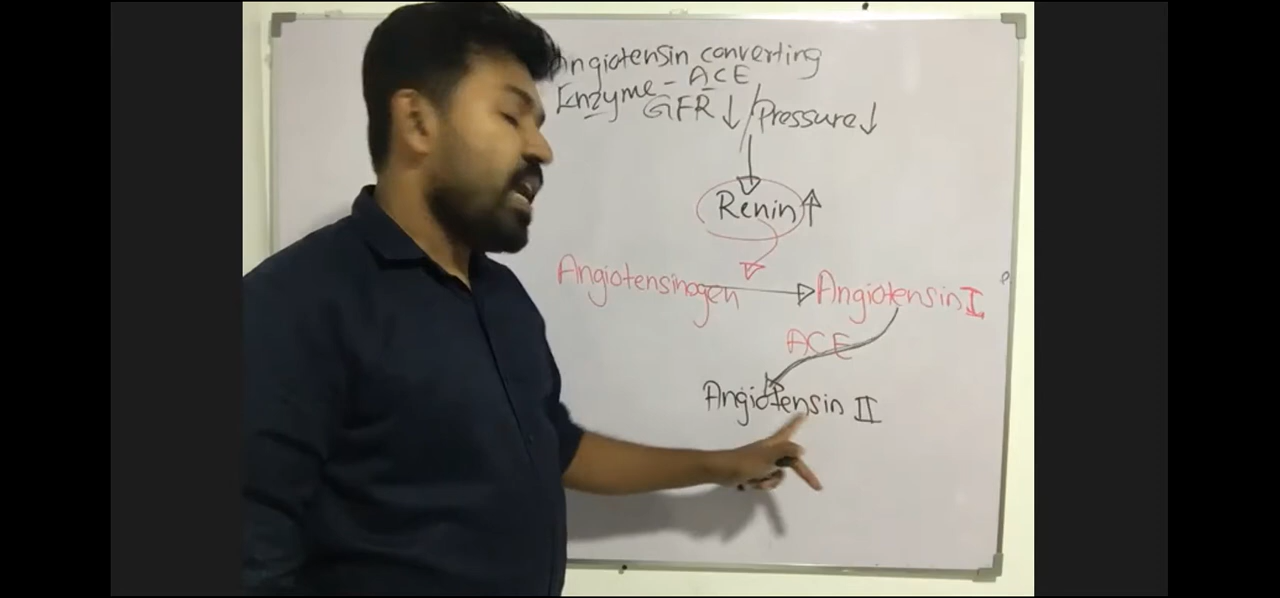 Angiotensin converting
Enzyme - ACE
GFR ↓ / Pressure ↓
Renin ↑
Angiotensinogen → Angiotensin I
ACE
Angiotensin II